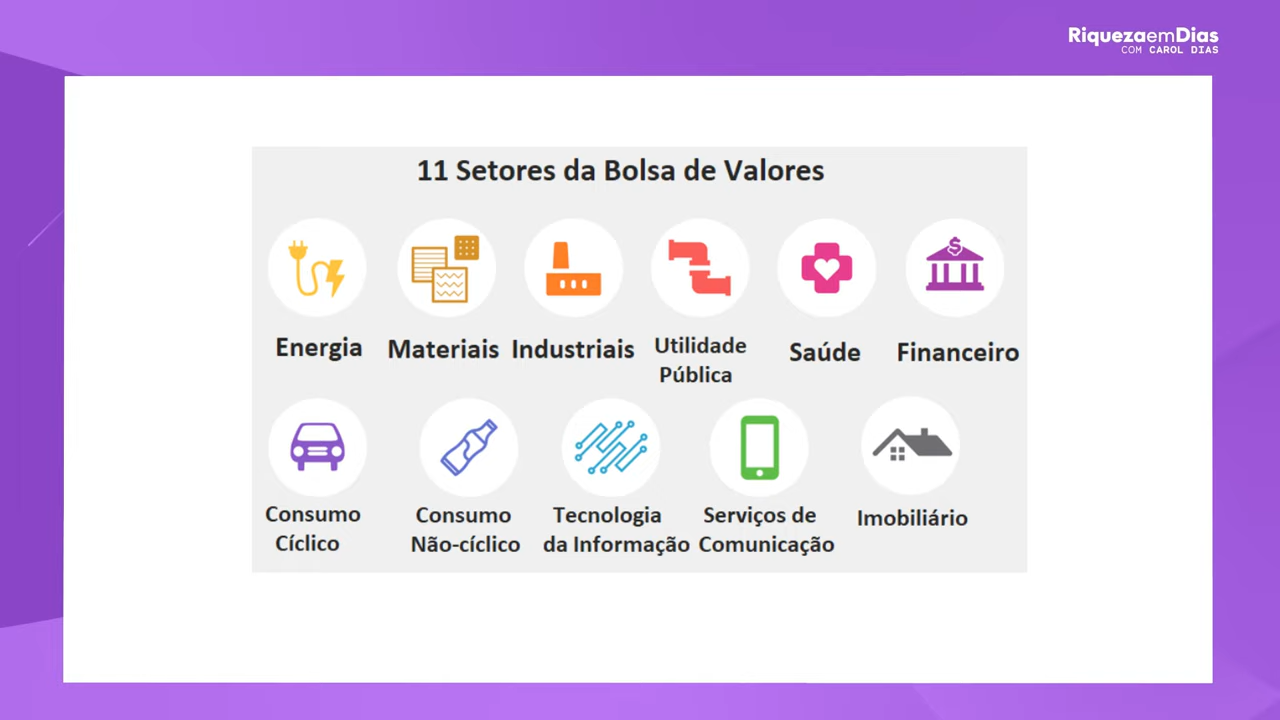 RiquezaemDias
COM CAROL DIAS
11 Setores da Bolsa de Valores
$
Energia
Materiais
Industriais
Utilidade
Pública
Saúde
Financeiro
Consumo
Cíclico
Consumo
Não-cíclico
Tecnologia
da Informação
Serviços de
Comunicação
Imobiliário